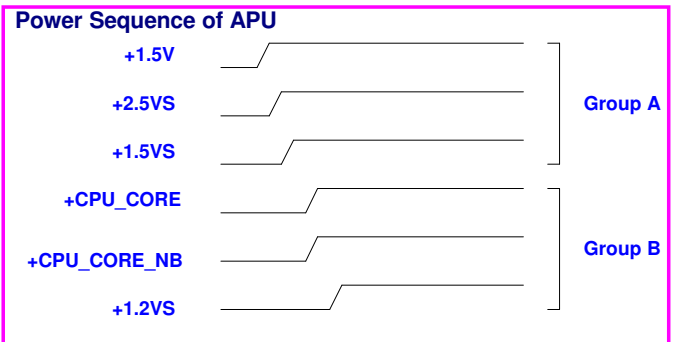 Power Sequence of APU
+1.5V
+2.5VS
Group A
+1.5VS
+CPU_CORE
+CPU_CORE_NB
Group B
+1.2VS